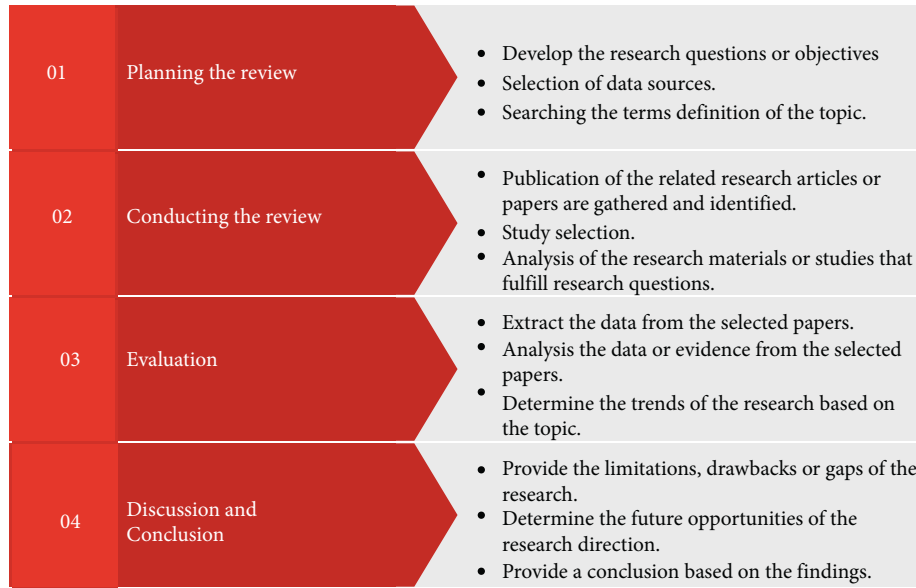 01
Planning the review
• Develop the research questions or objectives
• Selection of data sources.
• Searching the terms definition of the topic.
02
Conducting the review
• Publication of the related research articles or
papers are gathered and identified.
• Study selection.
• Analysis of the research materials or studies that
fulfill research questions.
03
Evaluation
• Extract the data from the selected papers.
• Analysis the data or evidence from the selected
papers.
• Determine the trends of the research based on
the topic.
04
Discussion and
Conclusion
• Provide the limitations, drawbacks or gaps of the
research.
• Determine the future opportunities of the
research direction.
• Provide a conclusion based on the findings.